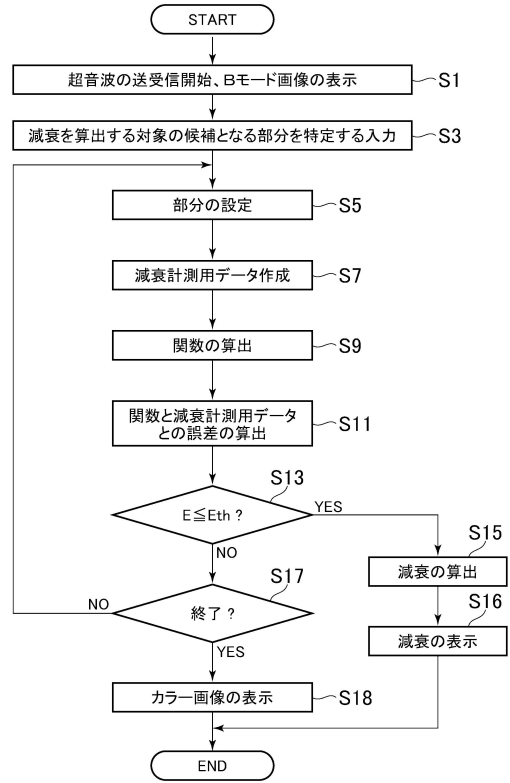 START
超音波の送受信開始、Bモード画像の表示
S1
減衰を算出する対象の候補となる部分を特定する入力
S3
部分の設定
S5
減衰計測用データ作成
S7
関数の算出
S9
関数と減衰計測用データ
との誤差の算出
S11
S13
E≦Eth ?
YES
NO
S15
減衰の算出
S17
終了 ?
NO
YES
S16
減衰の表示
カラー画像の表示
S18
END